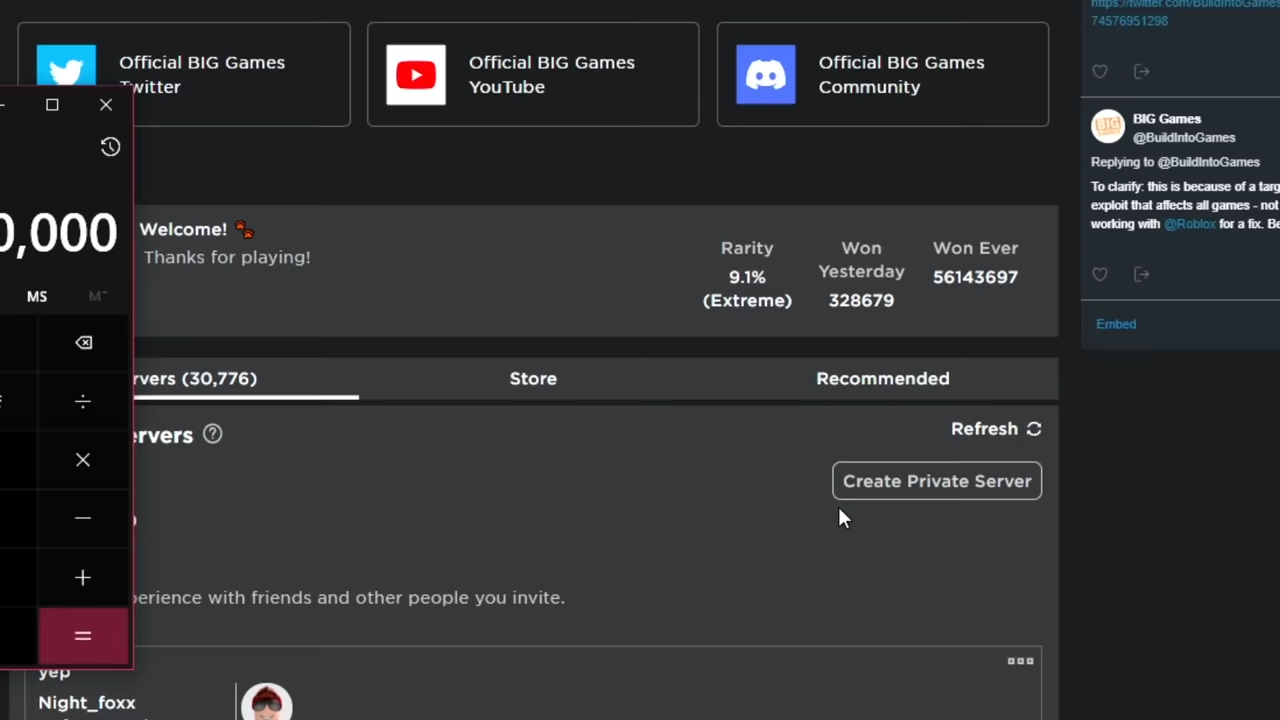 https://twitter.com/BuildIntoGames
74576951298
Official BIG Games
Twitter
Official BIG Games
YouTube
Official BIG Games
Community
BIG Games
@BuildIntoGames
Replying to @BuildIntoGames
To clarify: this is because of a
exploit that affects all games - not
working with @Roblox for a fix.
Embed
0,000
MS
Welcome!
Thanks for playing!
Rarity
9.1%
(Extreme)
Won
Yesterday
328679
Won Ever
56143697
rvers (30,776)
Store
Recommended
ervers
Refresh
Create Private Server
perience with friends and other people you invite.
yep
Night_foxx